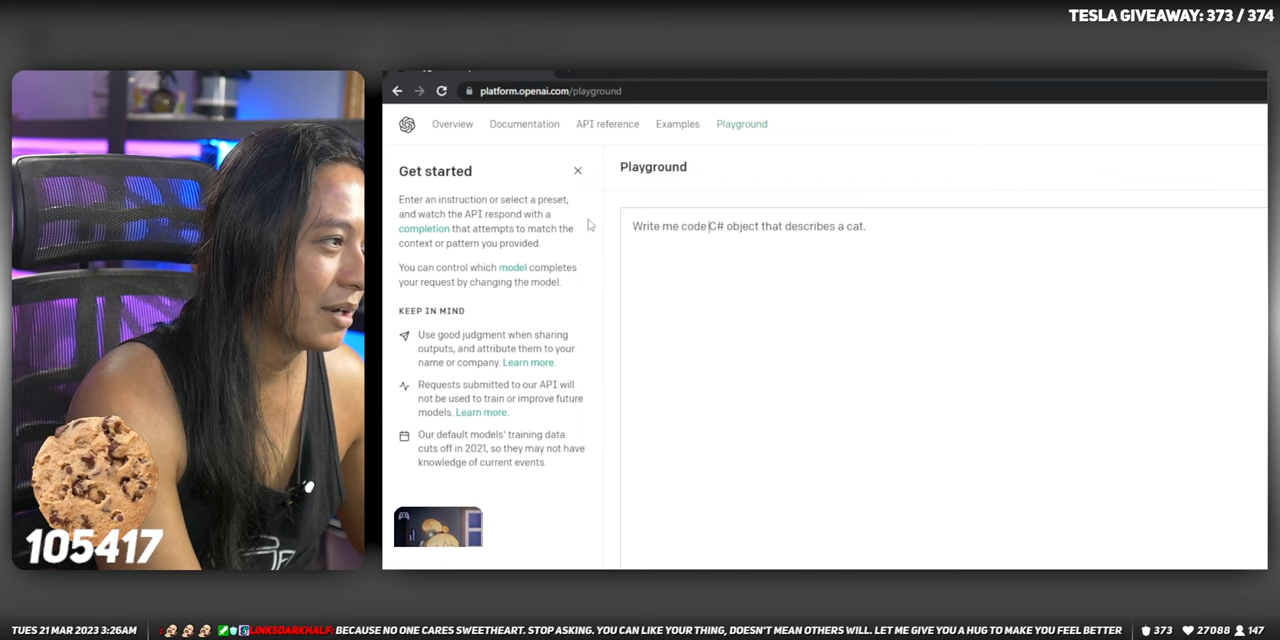 TESLA GIVEAWAY: 373 / 374
platform.openai.com/playground
Overview Documentation API reference Examples Playground
Get started
Enter an instruction or select a preset,
and watch the API respond with a
completion that attempts to match the
context or pattern you provided.
You can control which model completes
your request by changing the model.
KEEP IN MIND
Use good judgment when sharing
outputs, and attribute them to your
name or company. Learn more.
Requests submitted to our API will
not be used to train or improve future
models. Learn more.
Our default models' training data
cuts off in 2021, so they may not have
knowledge of current events.
Playground
Write me code C# object that describes a cat.
105417
TUES 21 MAR 2023 3:26AM
LINKSDARKHALF: BECAUSE NO ONE CARES SWEETHEART. STOP ASKING. YOU CAN LIKE YOUR THING, DOESN'T MEAN OTHERS WILL. LET ME GIVE YOU A HUG TO MAKE YOU FEEL BETTER
373 27088 147